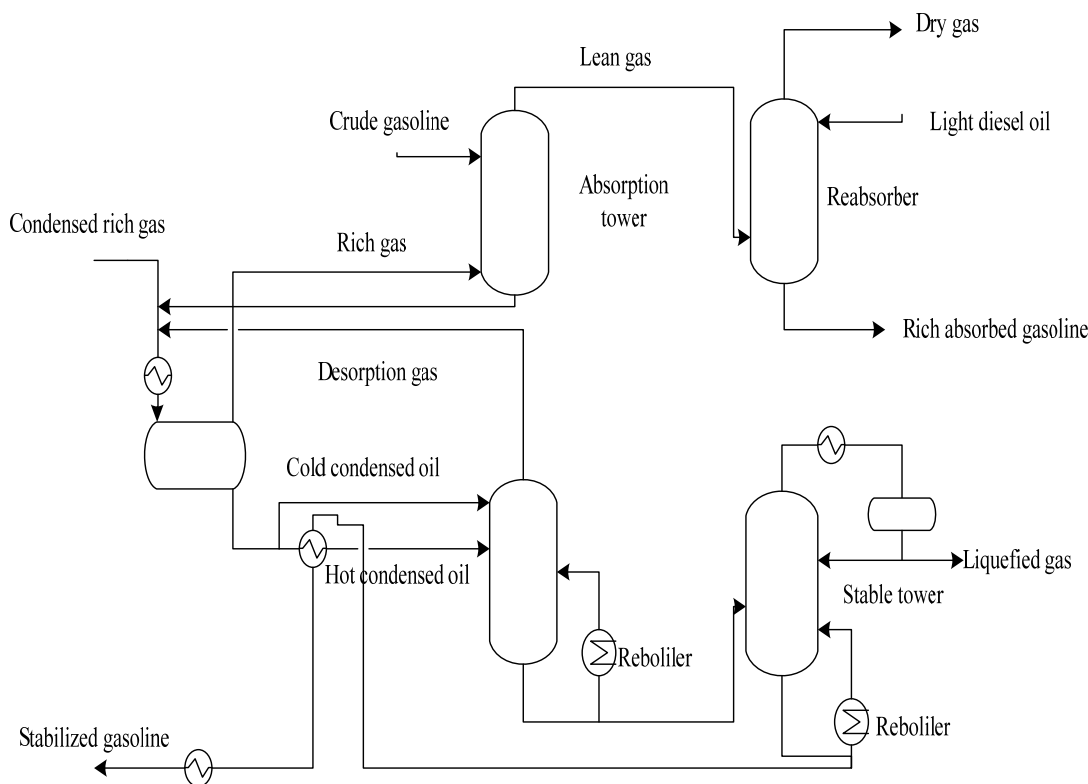 Dry gas
Lean gas
Crude gasoline
Light diesel oil
Absorption
tower
Reabsorber
Condensed rich gas
Rich gas
Rich absorbed gasoline
Desorption gas
Cold condensed oil
Liquefied gas
Hot condensed oil
Stable tower
Reboliler
Stabilized gasoline
Reboliler